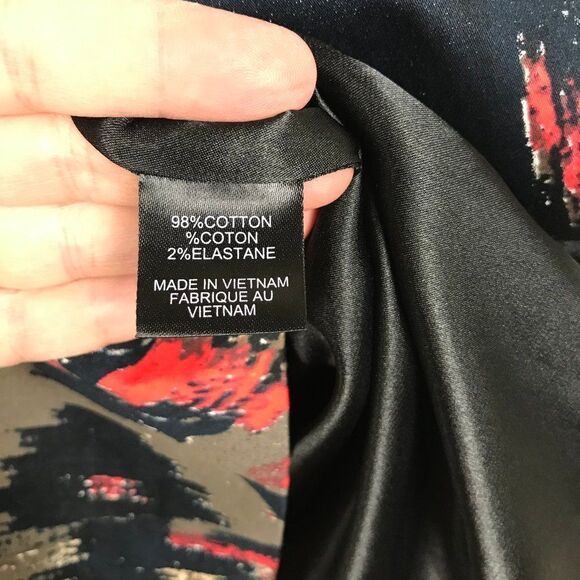 98%COTTON
%COTON
2%ELASTANE
MADE IN VIETNAM
FABRIQUE AU
VIETNAM